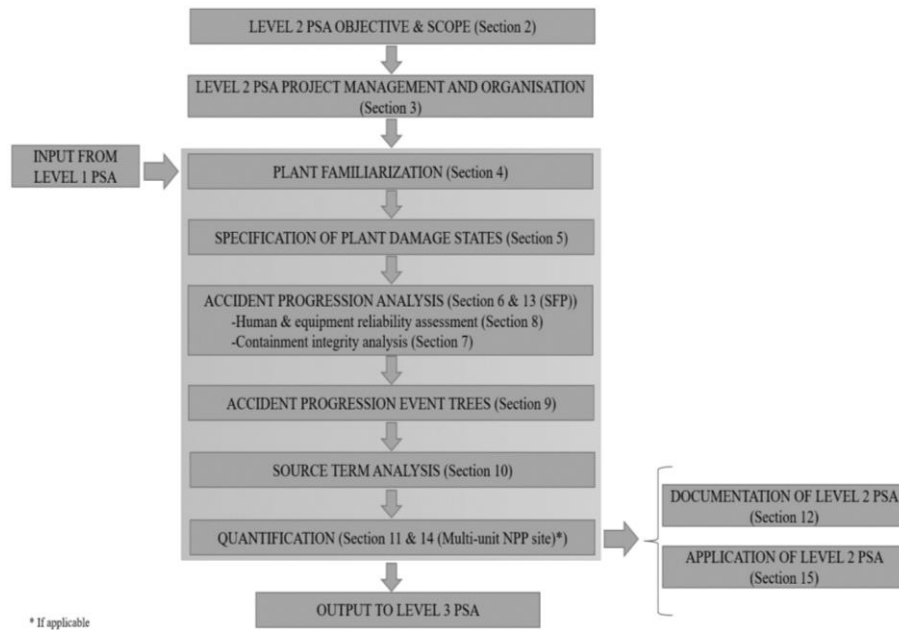 LEVEL 2 PSA OBJECTIVE & SCOPE (Section 2)
LEVEL 2 PSA PROJECT MANAGEMENT AND ORGANISATION
(Section 3)
INPUT FROM
LEVEL 1 PSA
PLANT FAMILIARIZATION (Section 4)
SPECIFICATION OF PLANT DAMAGE STATES (Section 5)
ACCIDENT PROGRESSION ANALYSIS (Section 6 & 13 (SFP))
-Human & equipment reliability assessment (Section 8)
-Containment integrity analysis (Section 7)
ACCIDENT PROGRESSION EVENT TREES (Section 9)
SOURCE TERM ANALYSIS (Section 10)
QUANTIFICATION (Section 11 & 14 (Multi-unit NPP site)*)
DOCUMENTATION OF LEVEL 2 PSA
(Section 12)
APPLICATION OF LEVEL 2 PSA
(Section 15)
OUTPUT TO LEVEL 3 PSA
* If applicable